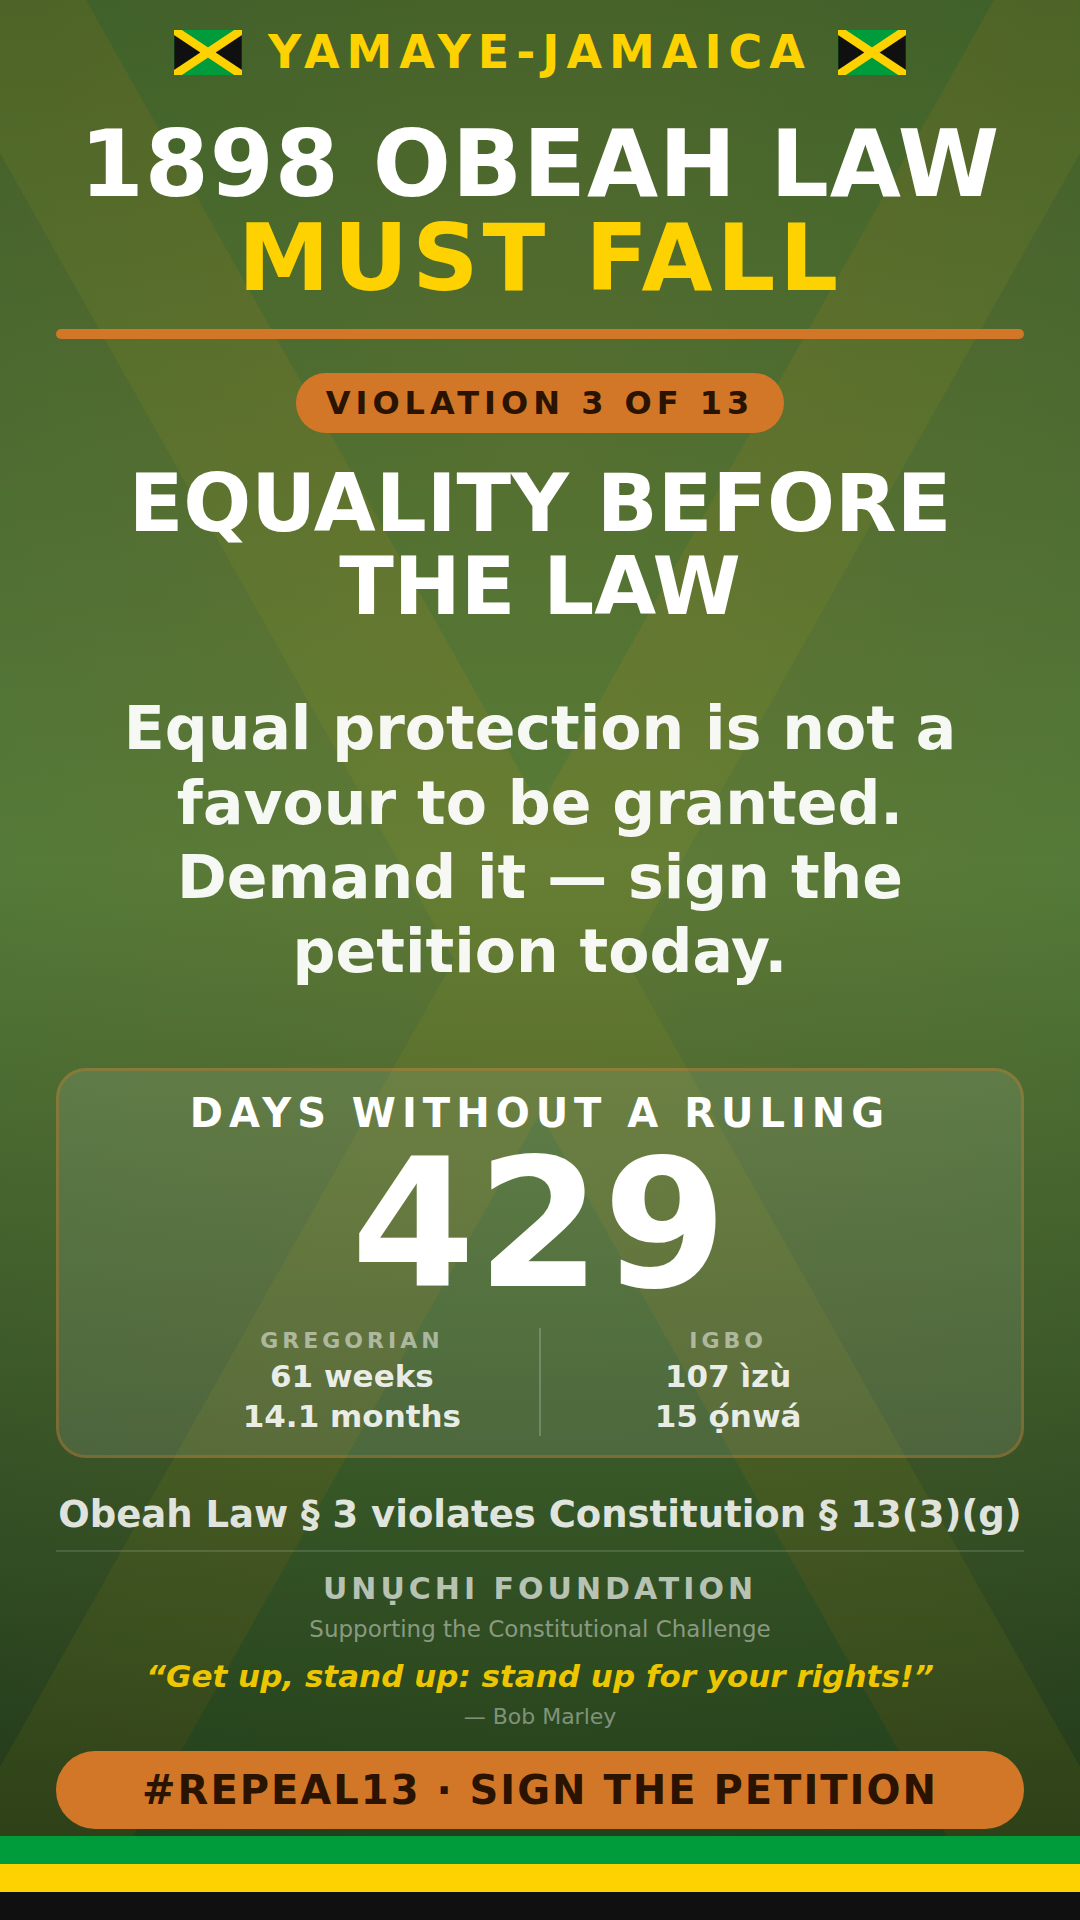 YAMAYE-JAMAICA
1898 OBEAH LAW
MUST FALL
VIOLATION 3 OF 13
EQUALITY BEFORE
THE LAW
Equal protection is not a
favour to be granted.
Demand it — sign the
petition today.
DAYS WITHOUT A RULING
429
GREGORIAN
61 weeks
14.1 months
IGBO
107 ìzù
15 ọ́nwá
Obeah Law § 3 violates Constitution § 13(3)(g)
UNỤCHI FOUNDATION
Supporting the Constitutional Challenge
“Get up, stand up: stand up for your rights!”
— Bob Marley
#REPEAL13 · SIGN THE PETITION